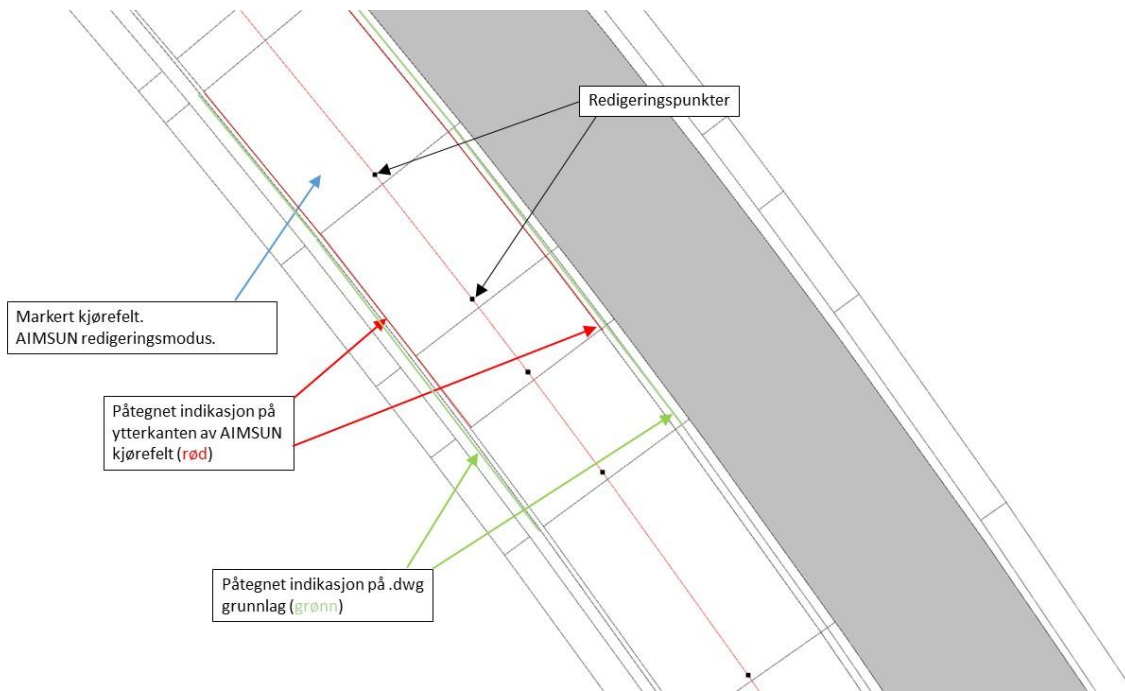 Redigeringspunkter
Markert kjørefelt.
AIMSUN redigeringsmodus.
Påtegnet indikasjon på
ytterkanten av AIMSUN
kjørefelt (rød)
Påtegnet indikasjon på .dwg
grunnlag (grønn)